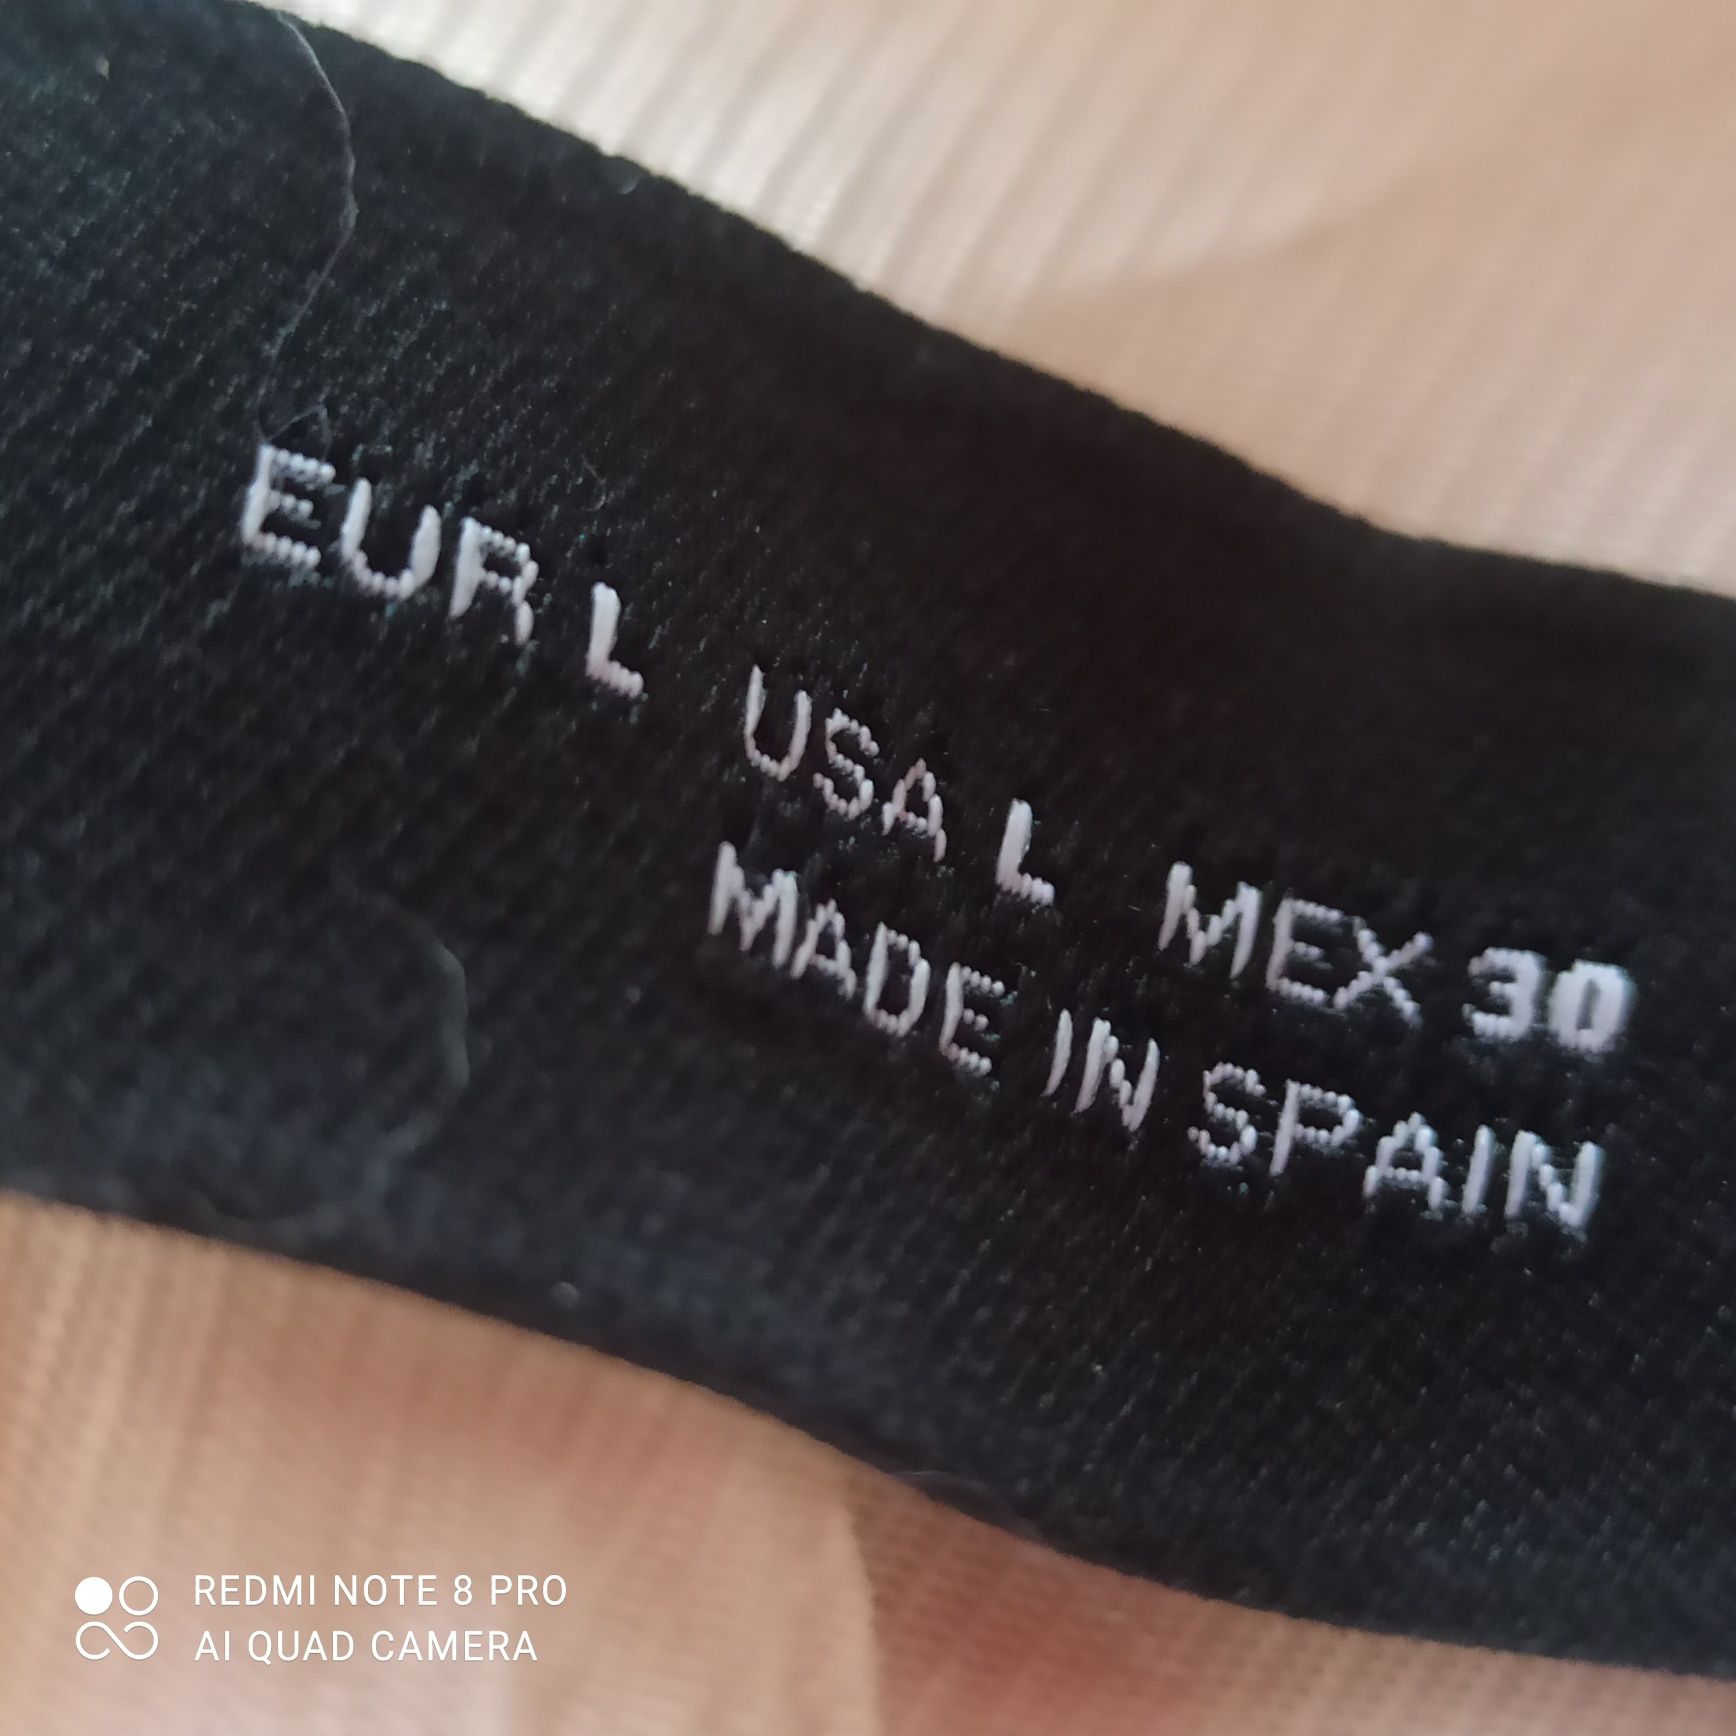 EUR L USA L MEX 30
MADE IN SPAIN
REDMI NOTE 8 PRO
AI QUAD CAMERA